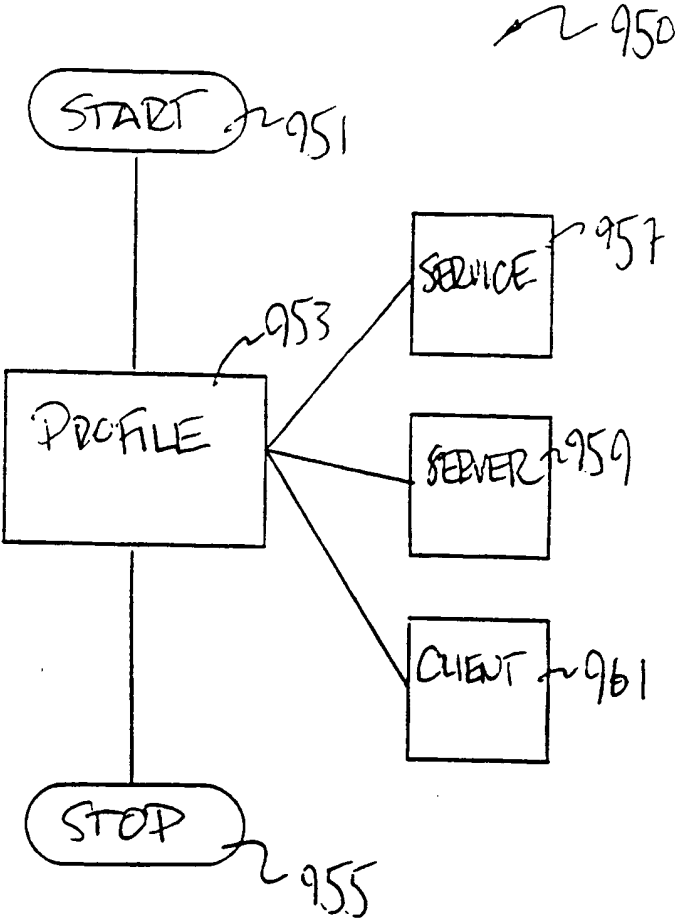 950
START
951
957
SERVICE
953
PROFILE
SERVER
959
CLIENT
961
STOP
955